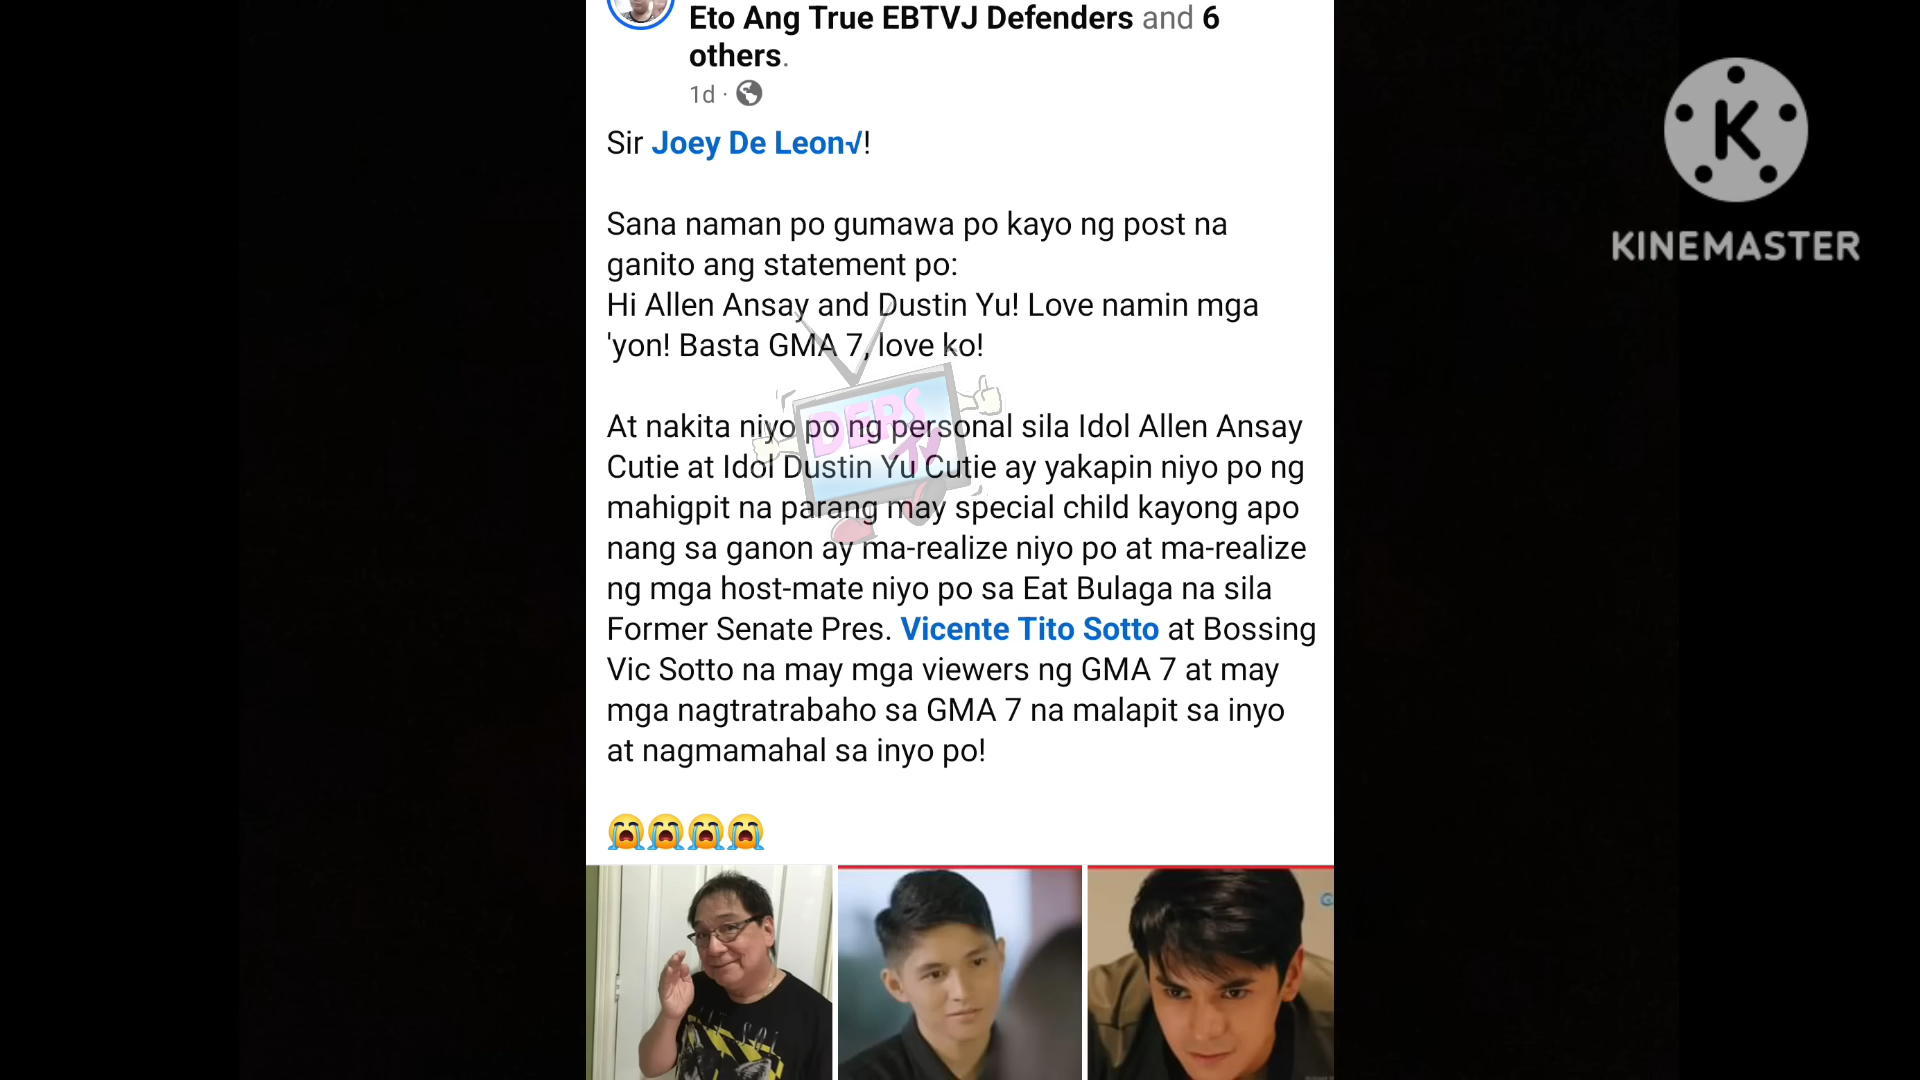 Eto Ang True EBTVJ Defenders and 6
others.
1d ·
Sir Joey De Leon√!
Sana naman po gumawa po kayo ng post na
ganito ang statement po:
Hi Allen Ansay and Dustin Yu! Love namin mga
'yon! Basta GMA 7, love ko!
At nakita niyo po ng personal sila Idol Allen Ansay
Cutie at Idol Dustin Yu Cutie ay yakapin niyo po ng
mahigpit na parang may special child kayong apo
nang sa ganon ay ma-realize niyo po at ma-realize
ng mga host-mate niyo po sa Eat Bulaga na sila
Former Senate Pres. Vicente Tito Sotto at Bossing
Vic Sotto na may mga viewers ng GMA 7 at may
mga nagtratrabaho sa GMA 7 na malapit sa inyo
at nagmamahal sa inyo po!
DERS
TV
K
KINEMASTER